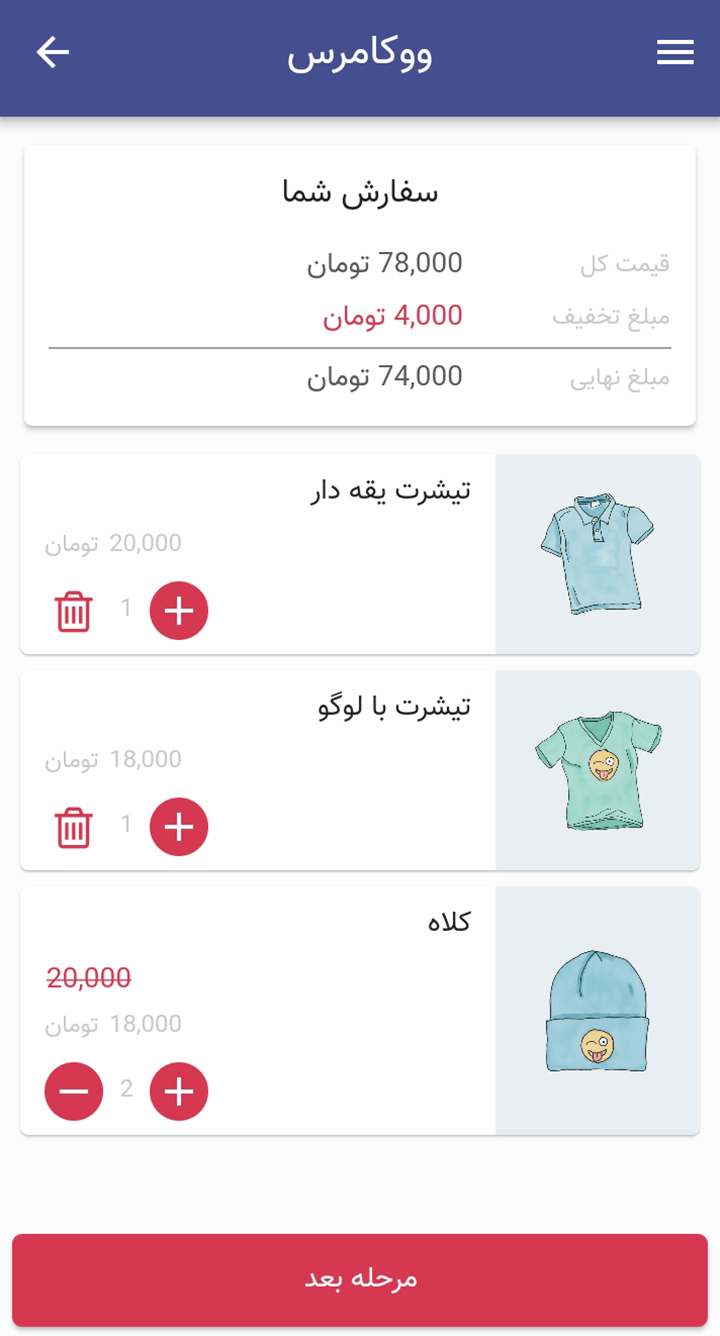 ووکامرس
سفارش شما
قیمت کل 78,000 تومان
مبلغ تخفیف 4,000 تومان
مبلغ نهایی 74,000 تومان
تیشرت یقه دار
20,000 تومان
1
تیشرت با لوگو
18,000 تومان
1
کلاه
20,000
18,000 تومان
2
مرحله بعد